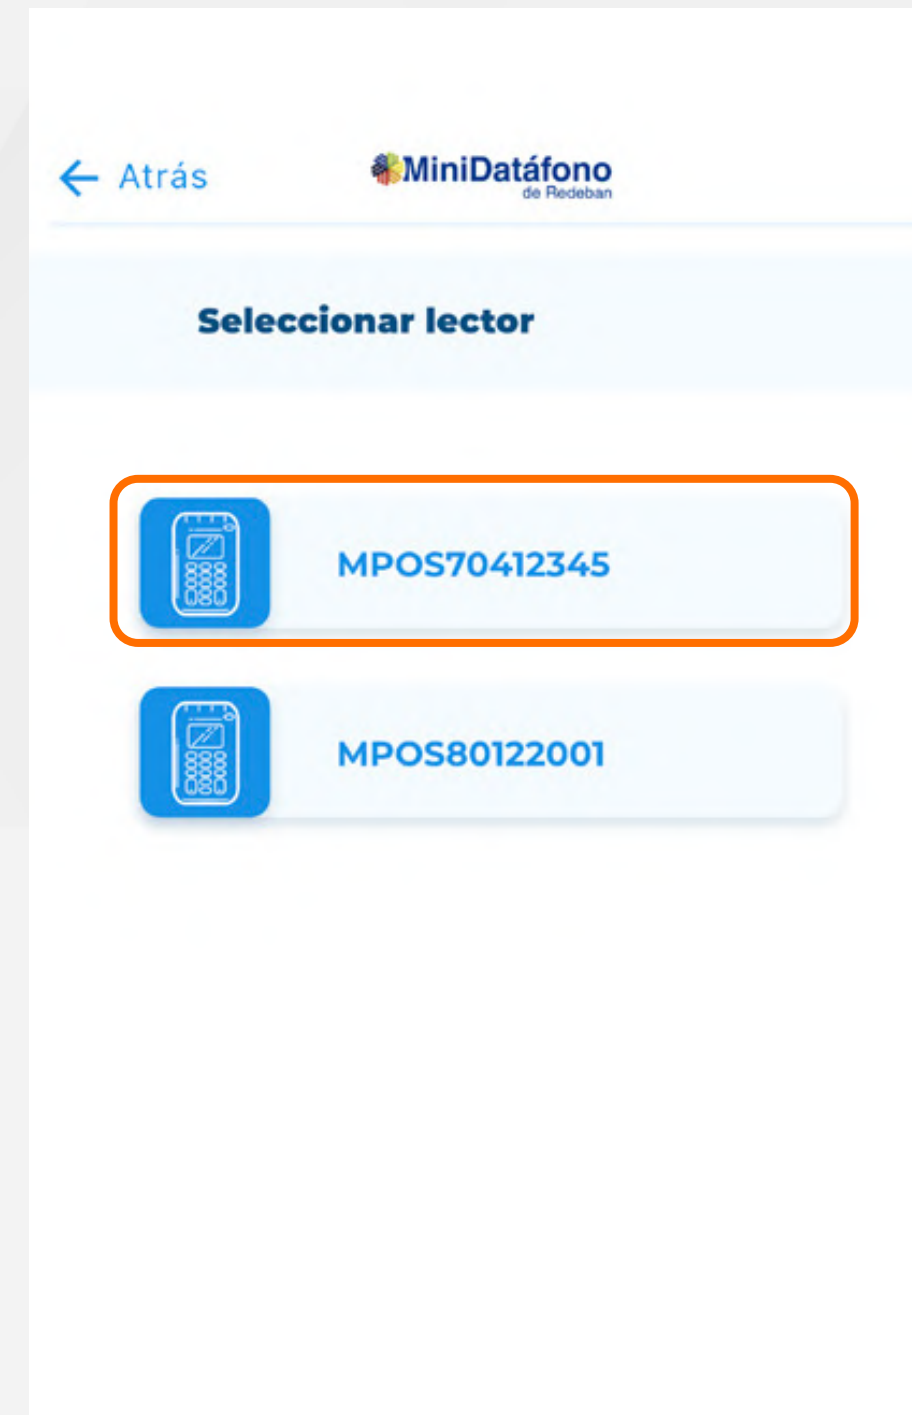 ← Atrás
MiniDatáfono
de Redeban
Seleccionar lector
MPOS70412345
MPOS80122001